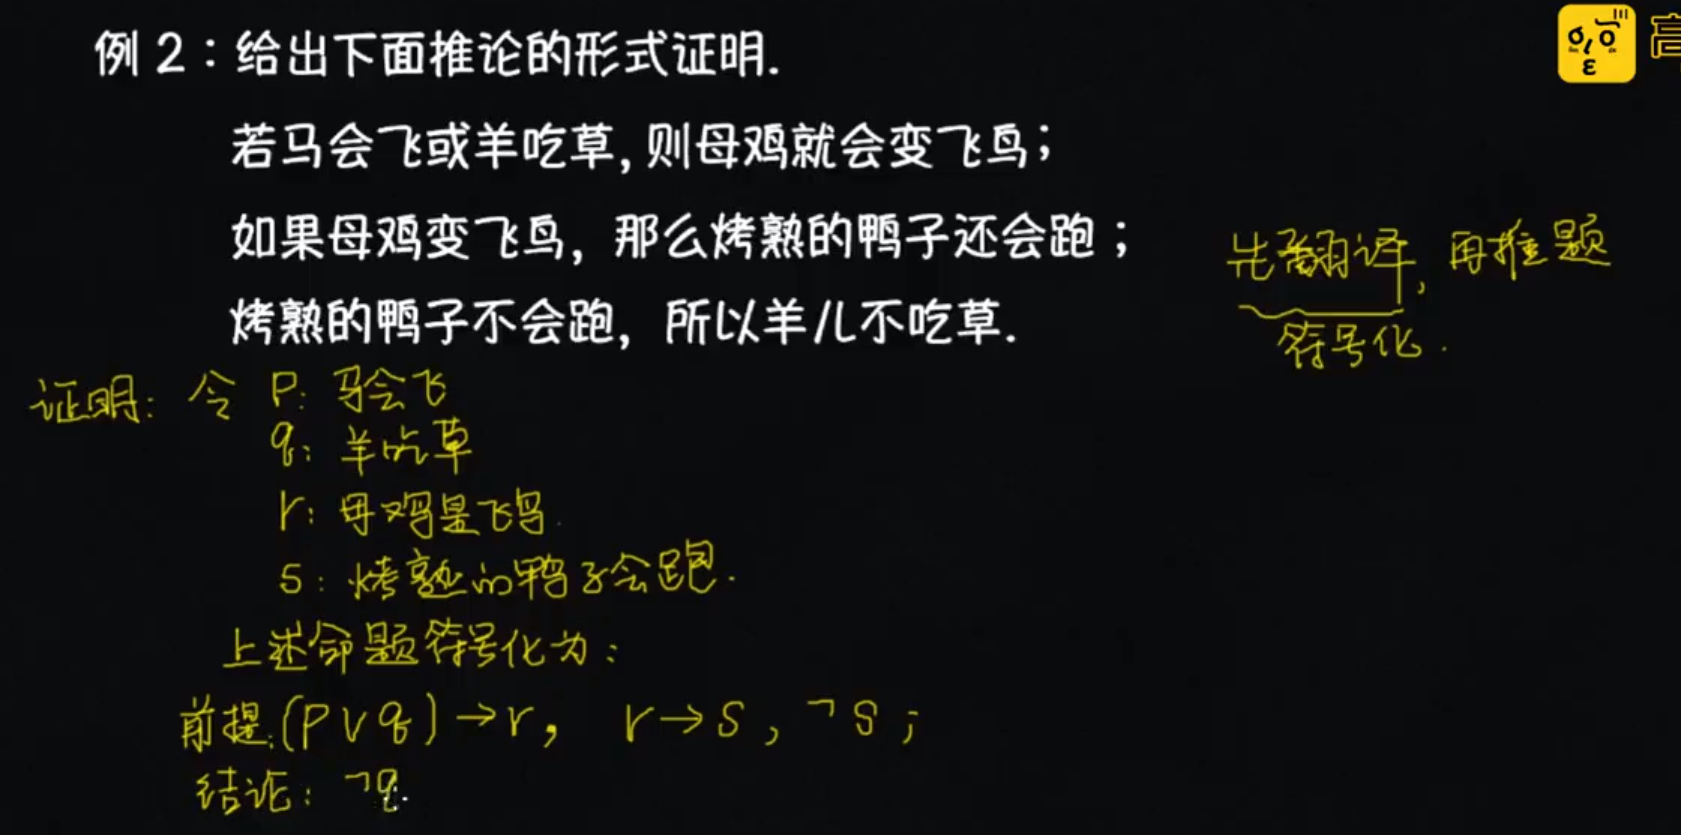 例2：给出下面推论的形式证明.
若马会飞或羊吃草，则母鸡就会变飞鸟；
如果母鸡变飞鸟，那么烤熟的鸭子还会跑；
烤熟的鸭子不会跑，所以羊儿不吃草.
先翻译，再推题
符号化.
证明：令 P：马会飞
q：羊吃草
r：母鸡是飞鸟.
s：烤熟的鸭子会跑.
上述命题符号化为：
前提：(P∨q)→r，r→s，¬s；
结论：¬q
高